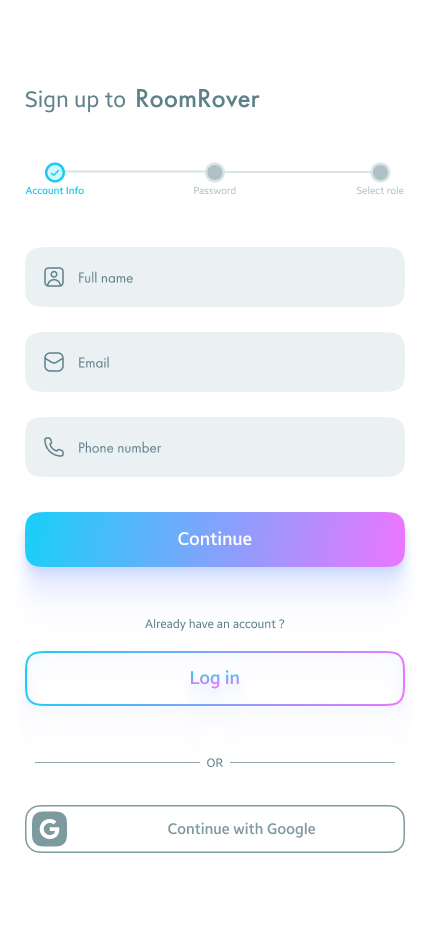 Sign up to RoomRover
Account Info Password Select role
Full name
Email
Phone number
Continue
Already have an account ?
Log in
OR
G Continue with Google